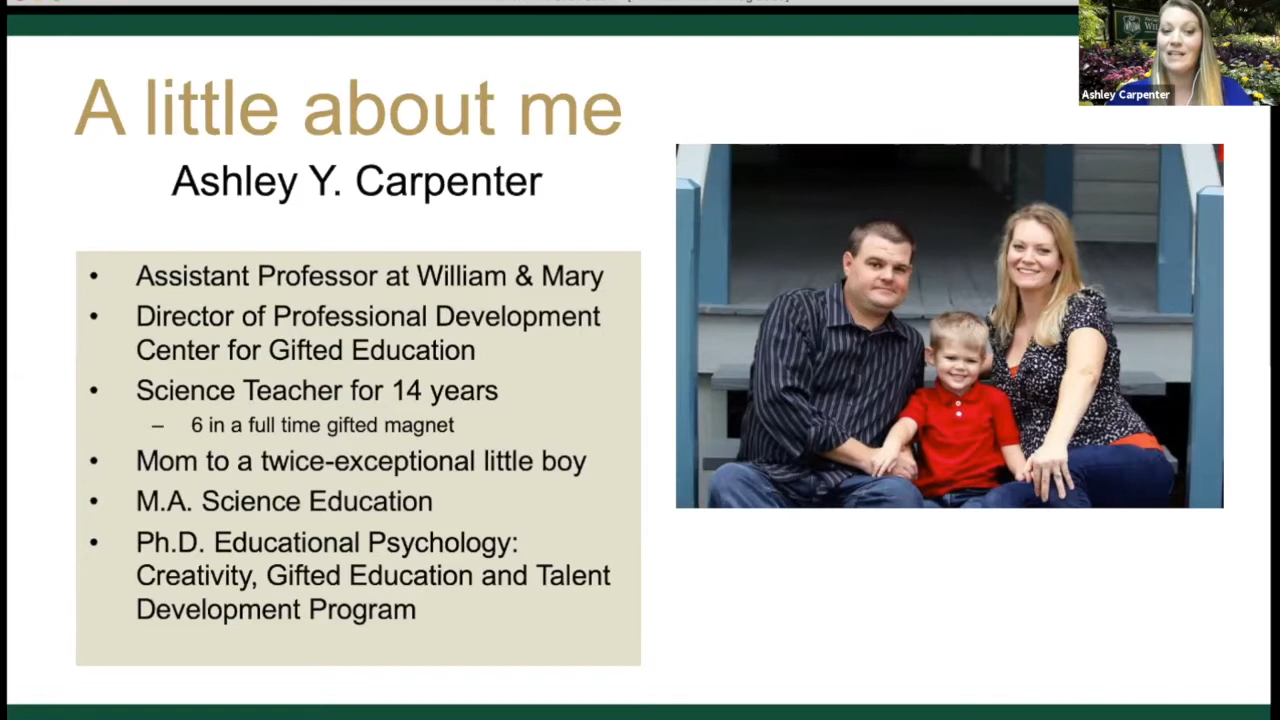 A little about me
Ashley Y. Carpenter
• Assistant Professor at William & Mary
• Director of Professional Development
Center for Gifted Education
• Science Teacher for 14 years
– 6 in a full time gifted magnet
• Mom to a twice-exceptional little boy
• M.A. Science Education
• Ph.D. Educational Psychology:
Creativity, Gifted Education and Talent
Development Program
Ashley Carpenter